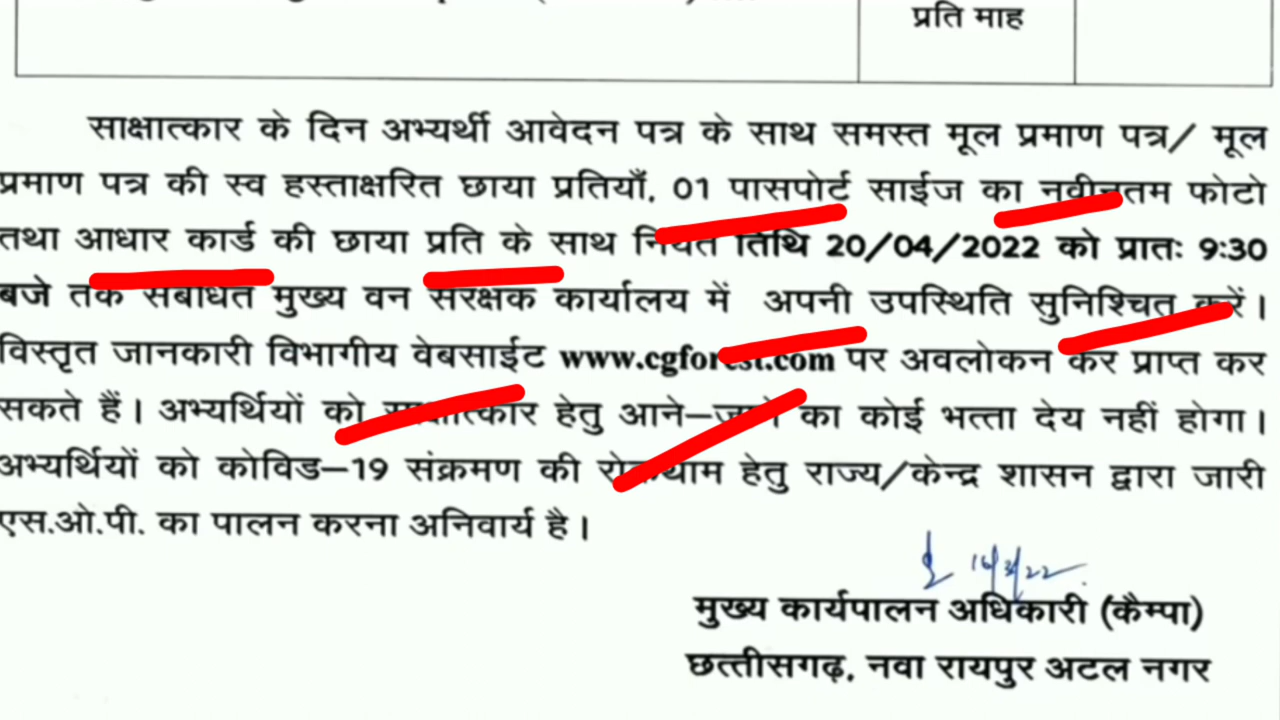 प्रति माह
साक्षात्कार के दिन अभ्यर्थी आवेदन पत्र के साथ समस्त मूल प्रमाण पत्र/ मूल
प्रमाण पत्र की स्व हस्ताक्षरित छाया प्रतियाँ, 01 पासपोर्ट साईज का नवीनतम फोटो
तथा आधार कार्ड की छाया प्रति के साथ नियत तिथि 20/04/2022 को प्रातः 9:30
बजे तक संबंधित मुख्य वन संरक्षक कार्यालय में अपनी उपस्थिति सुनिश्चित करें।
विस्तृत जानकारी विभागीय वेबसाईट www.cgforest.com पर अवलोकन कर प्राप्त कर
सकते हैं। अभ्यर्थियों को साक्षात्कार हेतु आने–जाने का कोई भत्ता देय नहीं होगा।
अभ्यर्थियों को कोविड–19 संक्रमण की रोकथाम हेतु राज्य/केन्द्र शासन द्वारा जारी
एस.ओ.पी. का पालन करना अनिवार्य है।
16/3/22
मुख्य कार्यपालन अधिकारी (कैम्पा)
छत्तीसगढ़, नवा रायपुर अटल नगर